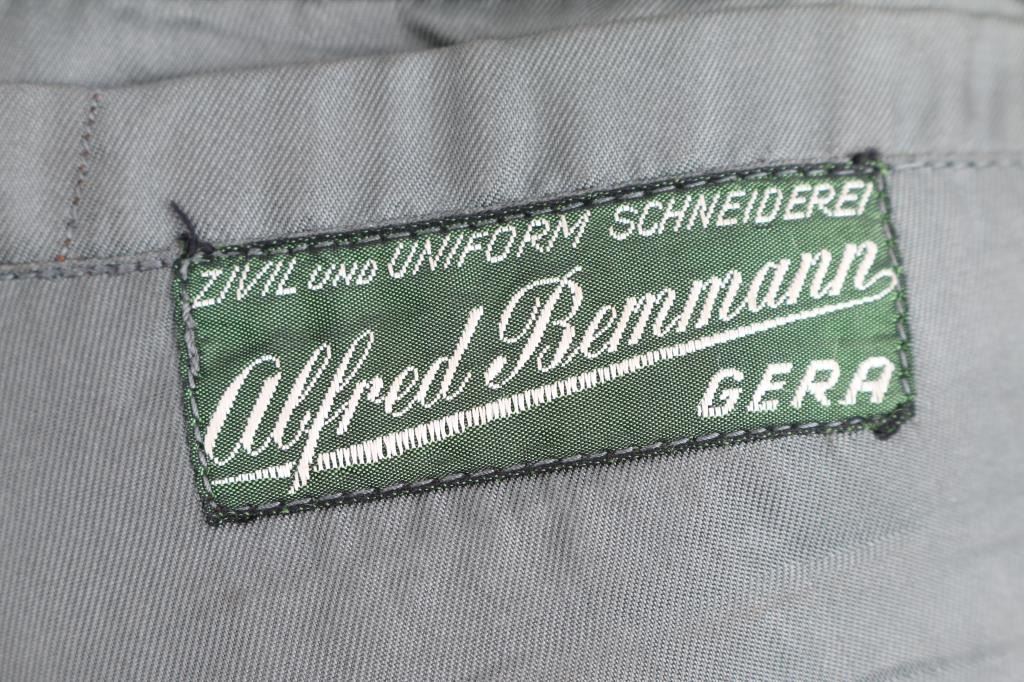 ZIVIL UND UNIFORM SCHNEIDEREI
Alfred Bemmann
GERA